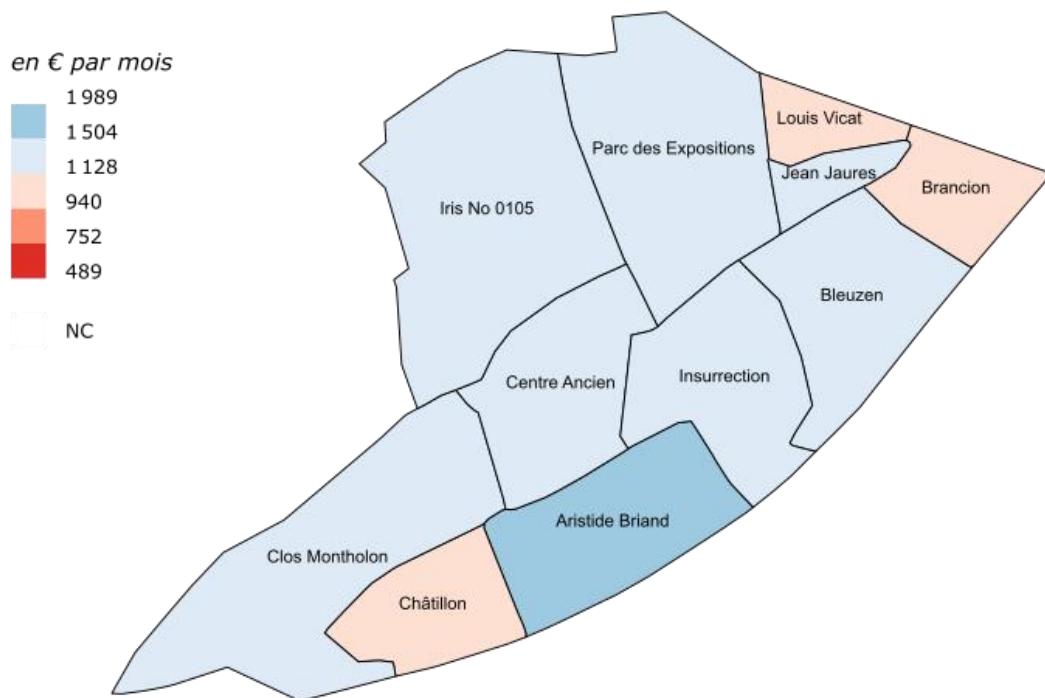 en € par mois
1 989
1 504
1 128
940
752
489
NC
Louis Vicat
Parc des Expositions
Jean Jaures
Brancion
Iris No 0105
Bleuzen
Centre Ancien
Insurrection
Aristide Briand
Clos Montholon
Châtillon